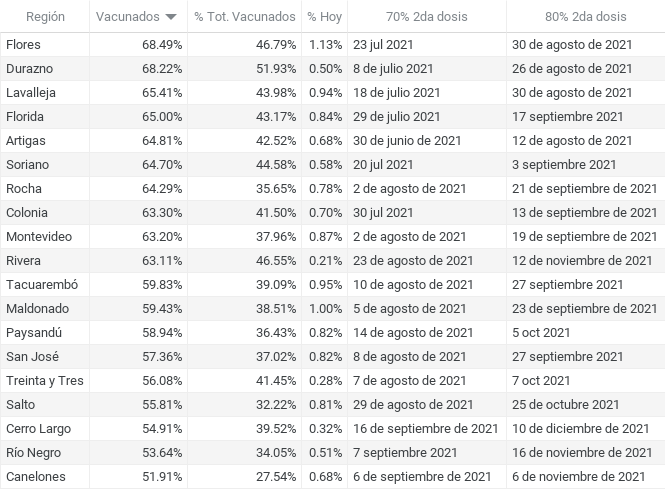 Región Vacunados % Tot. Vacunados % Hoy 70% 2da dosis 80% 2da dosis
Flores 68.49% 46.79% 1.13% 23 jul 2021 30 de agosto de 2021
Durazno 68.22% 51.93% 0.50% 8 de julio 2021 26 de agosto de 2021
Lavalleja 65.41% 43.98% 0.94% 18 de julio 2021 30 de agosto de 2021
Florida 65.00% 43.17% 0.84% 29 de julio 2021 17 septiembre 2021
Artigas 64.81% 42.52% 0.68% 30 de junio de 2021 12 de agosto de 2021
Soriano 64.70% 44.58% 0.58% 20 jul 2021 3 septiembre 2021
Rocha 64.29% 35.65% 0.78% 2 de agosto de 2021 21 de septiembre de 2021
Colonia 63.30% 41.50% 0.70% 30 jul 2021 13 de septiembre de 2021
Montevideo 63.20% 37.96% 0.87% 2 de agosto de 2021 19 de septiembre de 2021
Rivera 63.11% 46.55% 0.21% 23 de agosto de 2021 12 de noviembre de 2021
Tacuarembó 59.83% 39.09% 0.95% 10 de agosto de 2021 27 septiembre 2021
Maldonado 59.43% 38.51% 1.00% 5 de agosto de 2021 23 de septiembre de 2021
Paysandú 58.94% 36.43% 0.82% 14 de agosto de 2021 5 oct 2021
San José 57.36% 37.02% 0.82% 8 de agosto de 2021 27 septiembre 2021
Treinta y Tres 56.08% 41.45% 0.28% 7 de agosto de 2021 7 oct 2021
Salto 55.81% 32.22% 0.81% 29 de agosto de 2021 25 de octubre de 2021
Cerro Largo 54.91% 39.52% 0.32% 16 de septiembre de 2021 10 de diciembre de 2021
Río Negro 53.64% 34.05% 0.51% 7 septiembre 2021 16 de noviembre de 2021
Canelones 51.91% 27.54% 0.68% 6 de septiembre de 2021 6 de noviembre de 2021